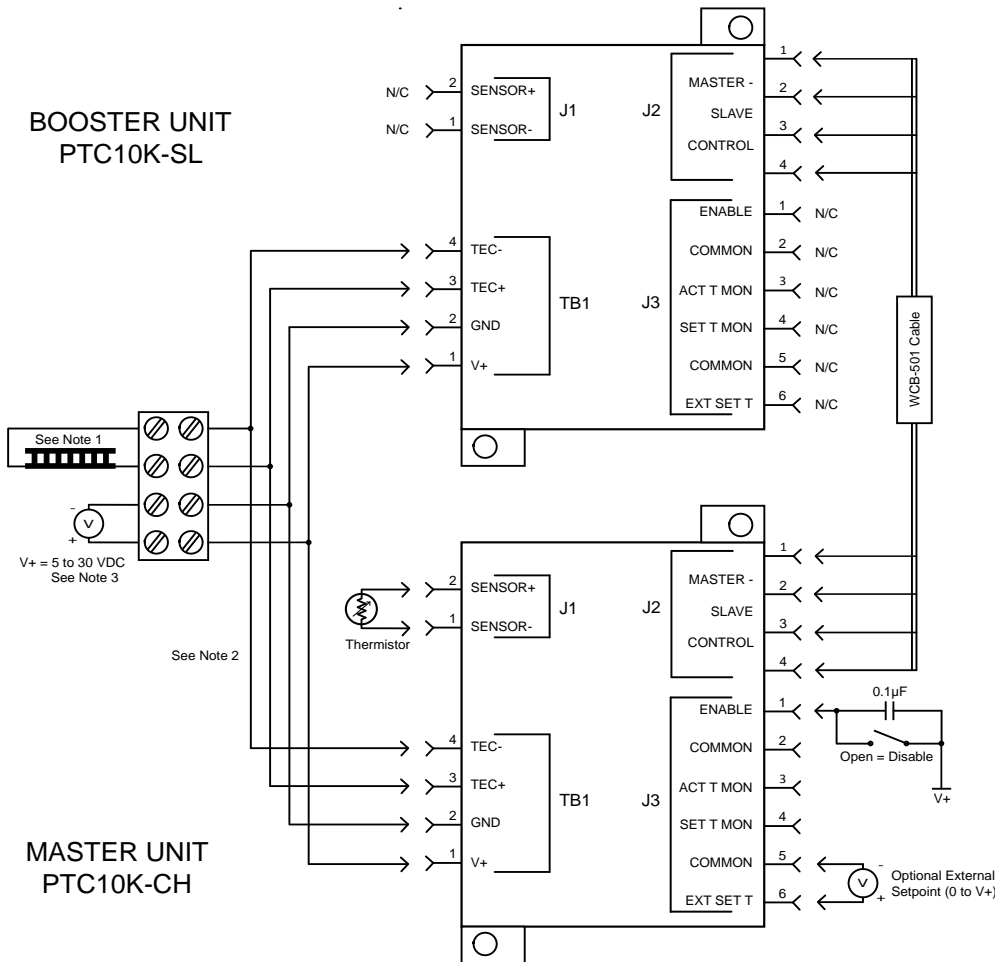 BOOSTER UNIT
PTC10K-SL
N/C
2
SENSOR+
N/C
1
SENSOR-
J1
J2
MASTER -
SLAVE
CONTROL
1
2
3
4
4
TEC-
3
TEC+
2
GND
1
V+
TB1
J3
ENABLE
1
N/C
COMMON
2
N/C
ACT T MON
3
N/C
SET T MON
4
N/C
COMMON
5
N/C
EXT SET T
6
N/C
WCB-501 Cable
See Note 1
-
V
+
V+ = 5 to 30 VDC
See Note 3
See Note 2
Thermistor
2
SENSOR+
1
SENSOR-
J1
J2
MASTER -
SLAVE
CONTROL
1
2
3
4
MASTER UNIT
PTC10K-CH
4
TEC-
3
TEC+
2
GND
1
V+
TB1
J3
ENABLE
1
COMMON
2
ACT T MON
3
SET T MON
4
COMMON
5
EXT SET T
6
0.1µF
Open = Disable
V+
-
V
+
Optional External
Setpoint (0 to V+)